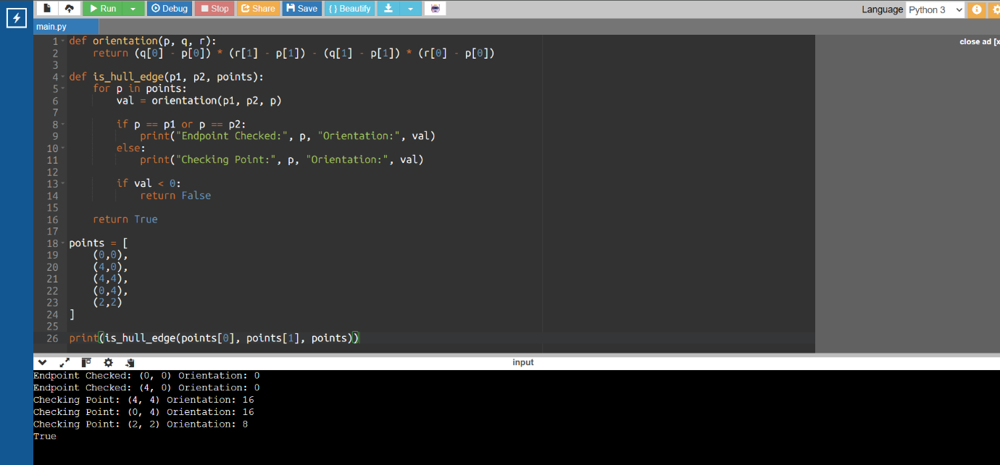 Run Debug Stop Share Save { } Beautify Language Python 3
main.py
close ad [x
1 def orientation(p, q, r):
2     return (q[0] - p[0]) * (r[1] - p[1]) - (q[1] - p[1]) * (r[0] - p[0])
3
4 def is_hull_edge(p1, p2, points):
5     for p in points:
6         val = orientation(p1, p2, p)
7
8         if p == p1 or p == p2:
9             print("Endpoint Checked:", p, "Orientation:", val)
10         else:
11             print("Checking Point:", p, "Orientation:", val)
12
13         if val < 0:
14             return False
15
16     return True
17
18 points = [
19     (0,0),
20     (4,0),
21     (4,4),
22     (0,4),
23     (2,2)
24 ]
25
26 print(is_hull_edge(points[0], points[1], points))
input
Endpoint Checked: (0, 0) Orientation: 0
Endpoint Checked: (4, 0) Orientation: 0
Checking Point: (4, 4) Orientation: 16
Checking Point: (0, 4) Orientation: 16
Checking Point: (2, 2) Orientation: 8
True